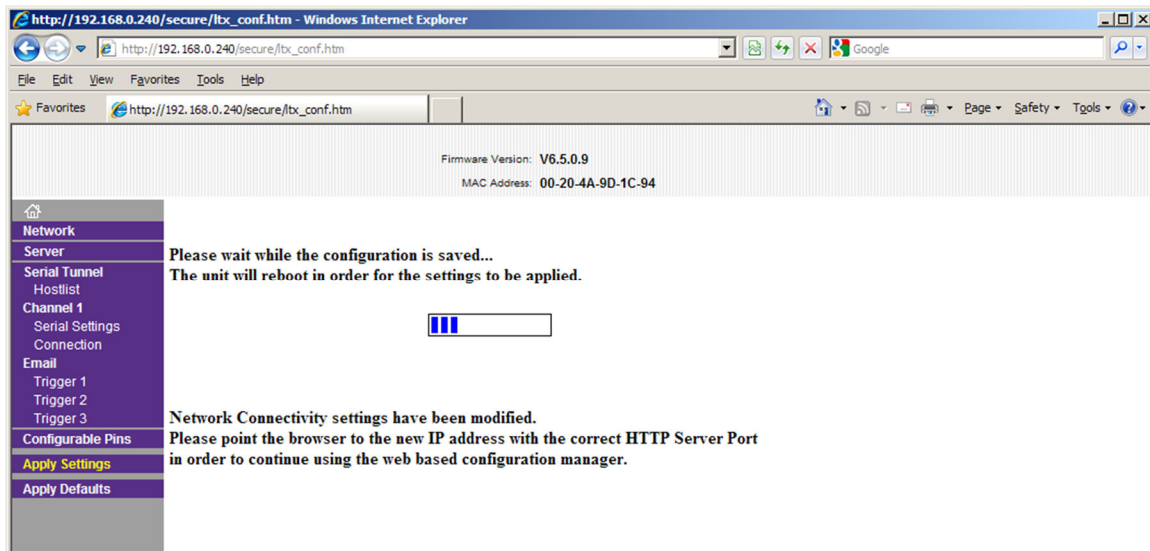 http://192.168.0.240/secure/ltx_conf.htm - Windows Internet Explorer
http://192.168.0.240/secure/ltx_conf.htm
Google
File Edit View Favorites Tools Help
Favorites
http://192.168.0.240/secure/ltx_conf.htm
Page Safety Tools
Firmware Version: V6.5.0.9
MAC Address: 00-20-4A-9D-1C-94
Network
Server
Serial Tunnel
Hostlist
Channel 1
Serial Settings
Connection
Email
Trigger 1
Trigger 2
Trigger 3
Configurable Pins
Apply Settings
Apply Defaults
Please wait while the configuration is saved...
The unit will reboot in order for the settings to be applied.
Network Connectivity settings have been modified.
Please point the browser to the new IP address with the correct HTTP Server Port
in order to continue using the web based configuration manager.